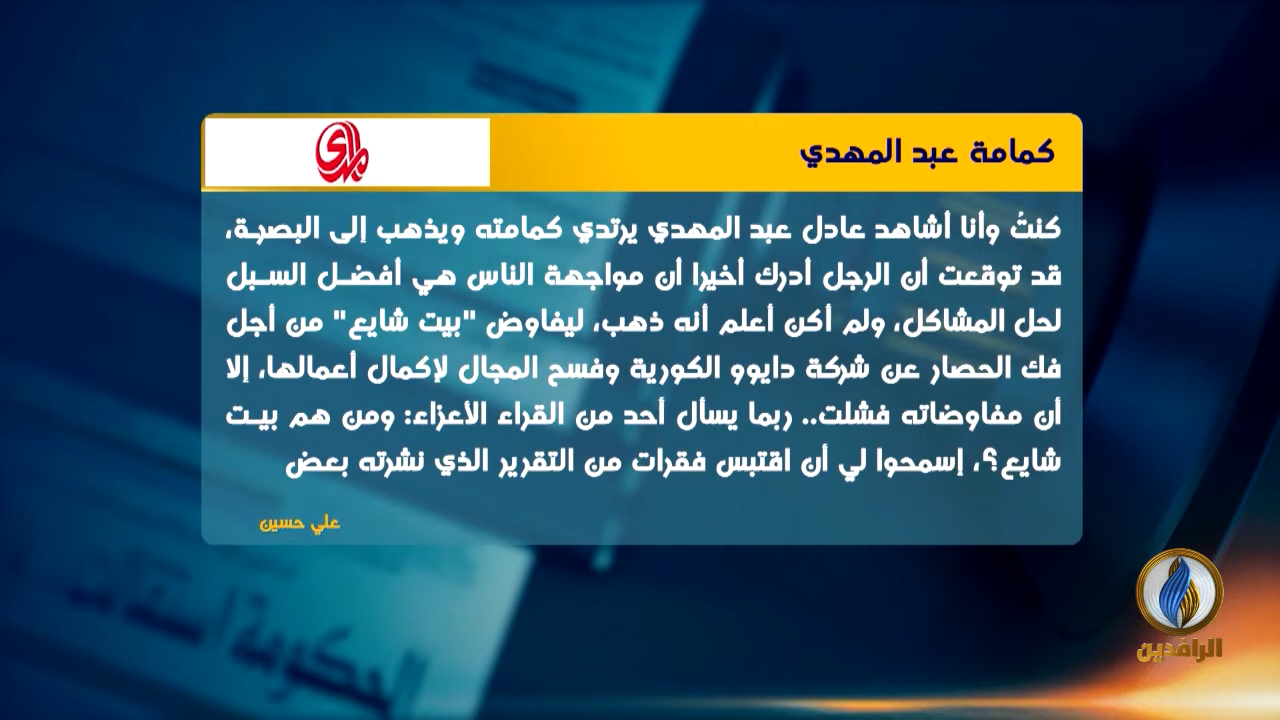 كمامة عبد المهدي
المدى
كنتُ وأنا أشاهد عادل عبد المهدي يرتدي كمامته ويذهب إلى البصرة،
قد توقعت أن الرجل أدرك أخيرا أن مواجهة الناس هي أفضل السبل
لحل المشاكل، ولم أكن أعلم أنه ذهب، ليفاوض "بيت شايع" من أجل
فك الحصار عن شركة دايوو الكورية وفسح المجال لإكمال أعمالها، إلا
أن مفاوضاته فشلت.. ربما يسأل أحد من القراء الأعزاء: ومن هم بيت
شايع؟، إسمحوا لي أن اقتبس فقرات من التقرير الذي نشرته بعض
علي حسين
الرافدين